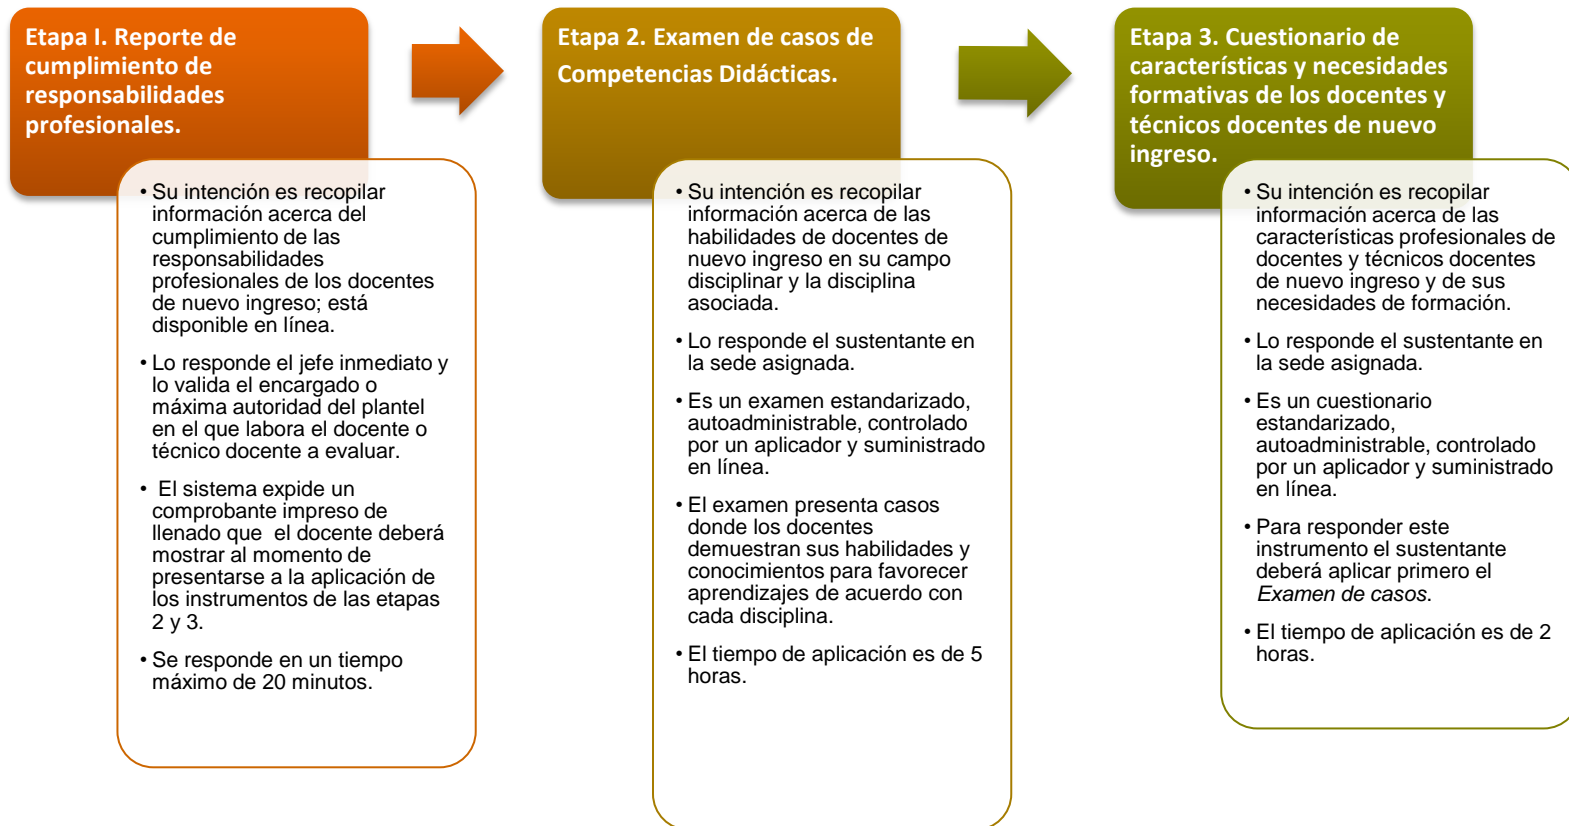 Etapa I. Reporte de
cumplimiento de
responsabilidades
profesionales.
• Su intención es recopilar
información acerca del
cumplimiento de las
responsabilidades
profesionales de los docentes
de nuevo ingreso; está
disponible en línea.
• Lo responde el jefe inmediato y
lo valida el encargado o
máxima autoridad del plantel
en el que labora el docente o
técnico docente a evaluar.
• El sistema expide un
comprobante impreso de
llenado que el docente deberá
mostrar al momento de
presentarse a la aplicación de
los instrumentos de las etapas
2 y 3.
• Se responde en un tiempo
máximo de 20 minutos.
Etapa 2. Examen de casos de
Competencias Didácticas.
• Su intención es recopilar
información acerca de las
habilidades de docentes de
nuevo ingreso en su campo
disciplinar y la disciplina
asociada.
• Lo responde el sustentante en
la sede asignada.
• Es un examen estandarizado,
autoadministrable, controlado
por un aplicador y suministrado
en línea.
• El examen presenta casos
donde los docentes
demuestran sus habilidades y
conocimientos para favorecer
aprendizajes de acuerdo con
cada disciplina.
• El tiempo de aplicación es de 5
horas.
Etapa 3. Cuestionario de
características y necesidades
formativas de los docentes y
técnicos docentes de nuevo
ingreso.
• Su intención es recopilar
información acerca de las
características profesionales de
docentes y técnicos docentes
de nuevo ingreso y de sus
necesidades de formación.
• Lo responde el sustentante en
la sede asignada.
• Es un cuestionario
estandarizado,
autoadministrable, controlado
por un aplicador y suministrado
en línea.
• Para responder este
instrumento el sustentante
deberá aplicar primero el
Examen de casos.
• El tiempo de aplicación es de 2
horas.